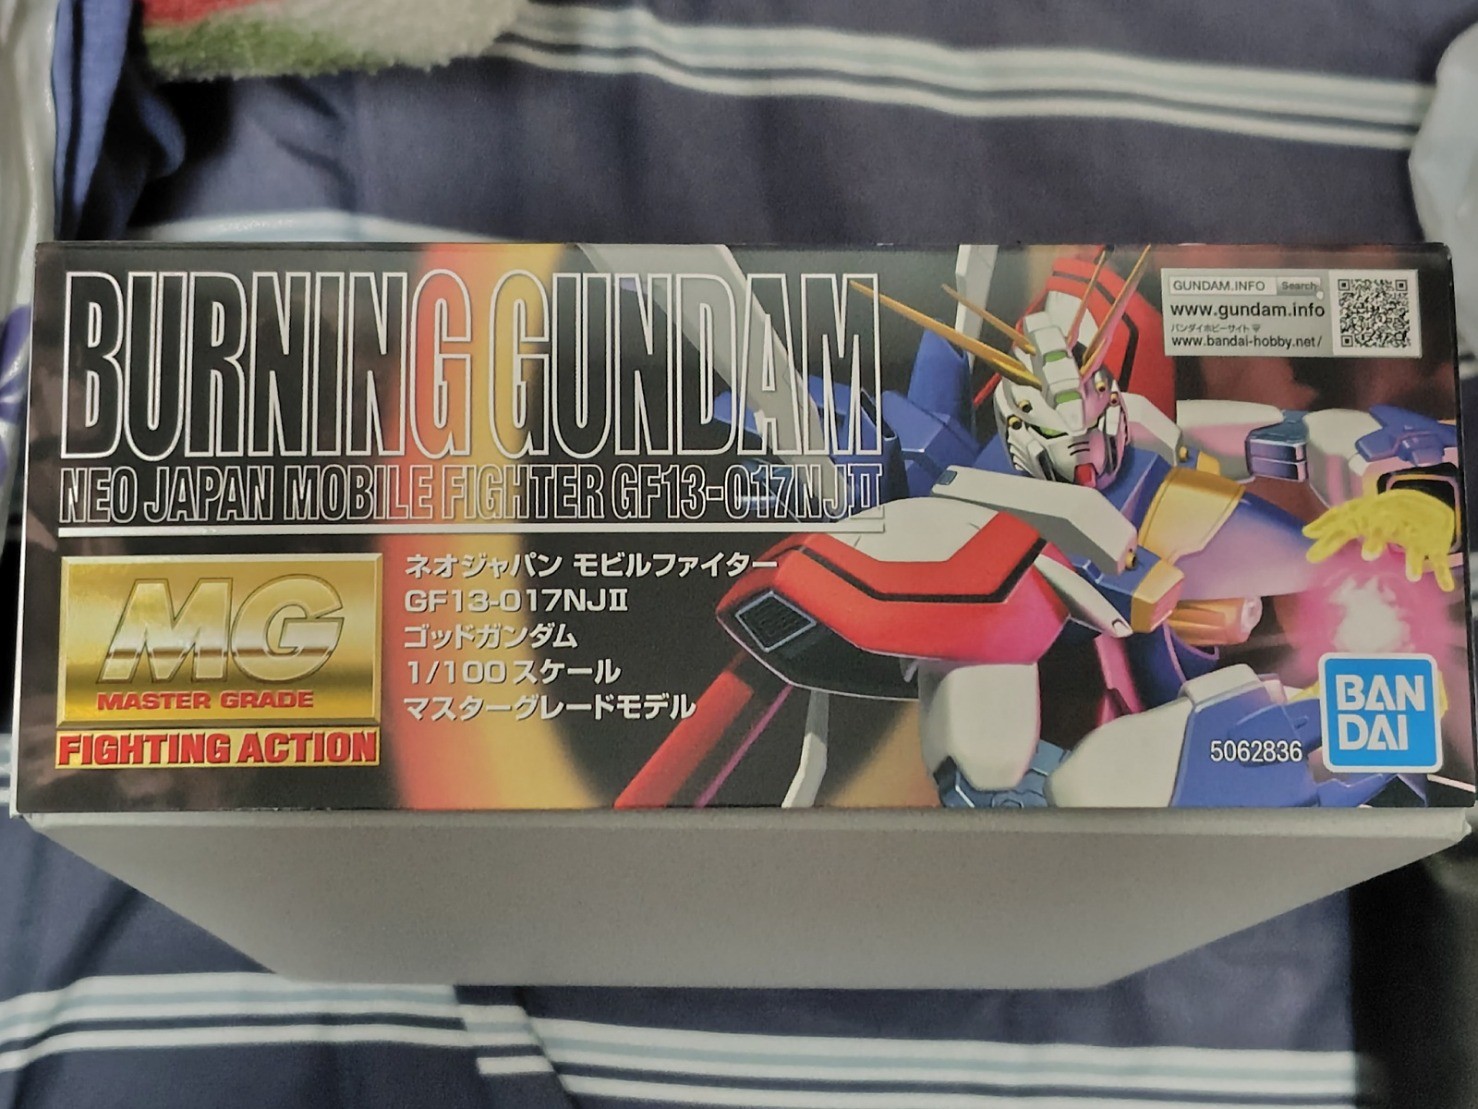 BURNING GUNDAM
NEO JAPAN MOBILE FIGHTER GF13-017NJII
MG
MASTER GRADE
FIGHTING ACTION
ネオジャパン モビルファイター
GF13-017NJⅡ
ゴッドガンダム
1/100スケール
マスターグレードモデル
GUNDAM.INFO Search
www.gundam.info
バンダイホビーサイト
www.bandai-hobby.net/
5062836
BAN
DAI